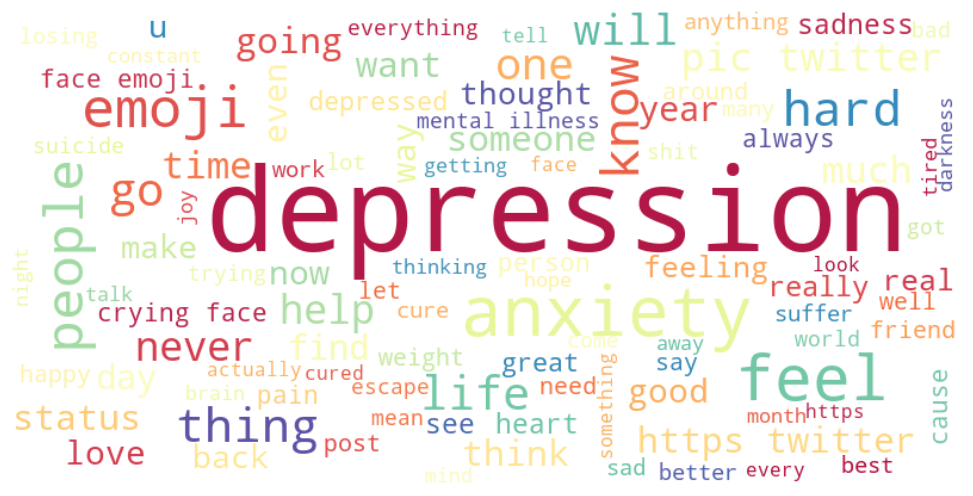 losing
u
constant
going
everything
tell
will
anything
sadness
bad
face emoji
want
one
pic twitter
emoji
even
depressed
thought
know
year
around
many
hard
mental illness
always
suicide
time
way
someone
getting
face
shit
much
tired
darkness
people
go
joy
work
lot
depression
got
make
trying
now
thinking
person
hope
feeling
look
really
real
night
talk
crying face
help
let
cure
anxiety
suffer
well
friend
never
find
weight
great
come
away
say
world
happy
day
actually
cured
brain
pain
escape
life
need
something
good
feel
cause
status
thing
mean
see
heart
month
https
love
back
post
think
https twitter
mind
sad
better
every
best